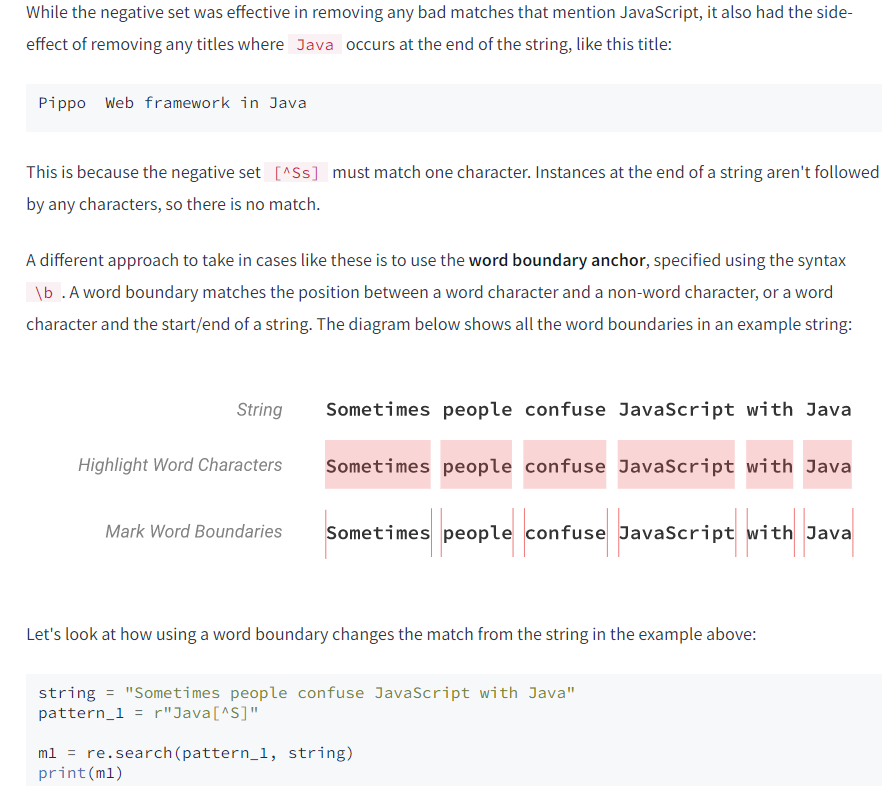 While the negative set was effective in removing any bad matches that mention JavaScript, it also had the side-
effect of removing any titles where Java occurs at the end of the string, like this title:
Pippo  Web framework in Java
This is because the negative set [^Ss] must match one character. Instances at the end of a string aren't followed
by any characters, so there is no match.
A different approach to take in cases like these is to use the word boundary anchor, specified using the syntax
\b . A word boundary matches the position between a word character and a non-word character, or a word
character and the start/end of a string. The diagram below shows all the word boundaries in an example string:
String Sometimes people confuse JavaScript with Java
Highlight Word Characters Sometimes people confuse JavaScript with Java
Mark Word Boundaries Sometimes people confuse JavaScript with Java
Let's look at how using a word boundary changes the match from the string in the example above:
string = "Sometimes people confuse JavaScript with Java"
pattern_1 = r"Java[^S]"
m1 = re.search(pattern_1, string)
print(m1)